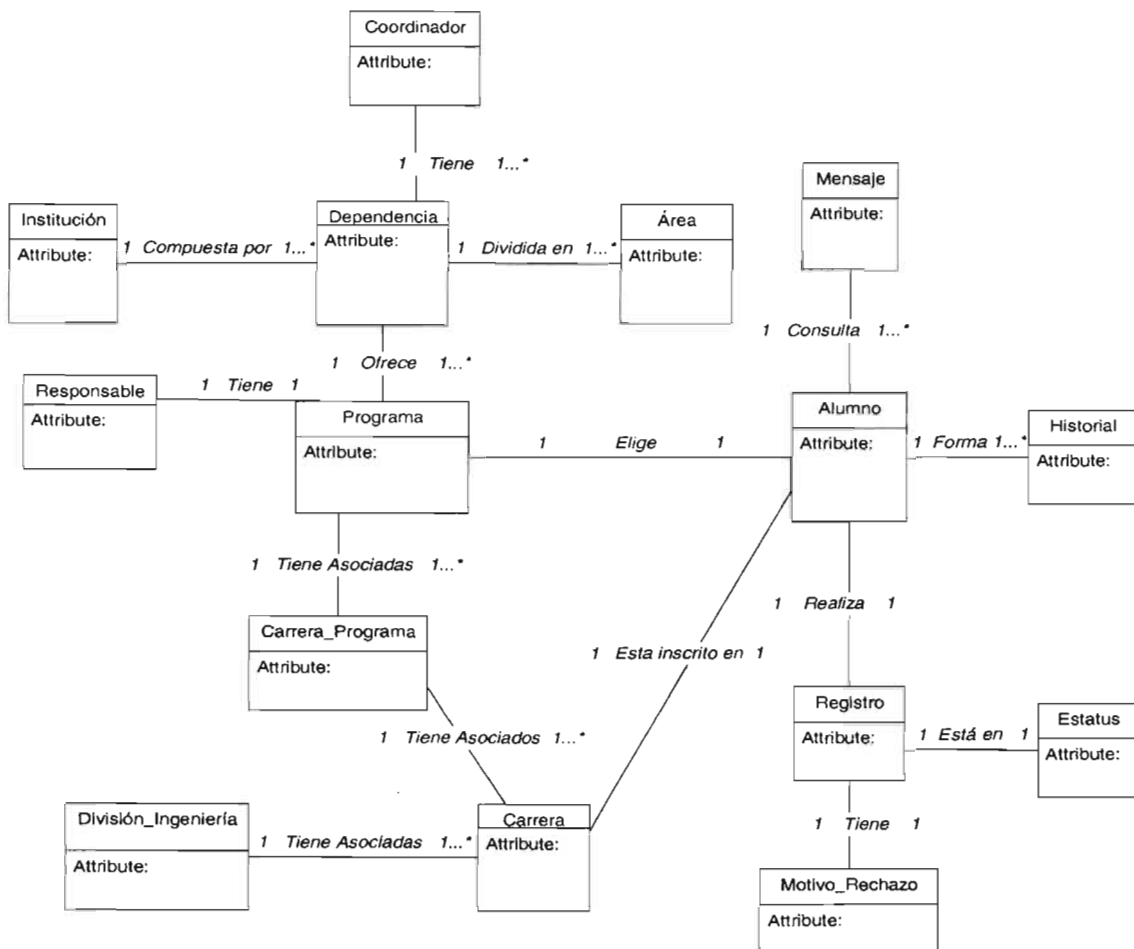 Coordinador
Attribute:
1 Tiene 1...*
Mensaje
Attribute:
Institución
Attribute:
1 Compuesta por 1...*
Dependencia
Attribute:
1 Dividida en 1...*
Área
Attribute:
1 Consulta 1...*
1 Ofrece 1...*
Responsable
Attribute:
1 Tiene 1
Programa
Attribute:
1 Elige 1
Alumno
Attribute:
1 Forma 1...*
Historial
Attribute:
1 Tiene Asociadas 1...*
1 Realiza 1
Carrera_Programa
Attribute:
1 Esta inscrito en 1
Registro
Attribute:
1 Está en 1
Estatus
Attribute:
1 Tiene Asociados 1...*
División_Ingeniería
Attribute:
1 Tiene Asociadas 1...*
Carrera
Attribute:
1 Tiene 1
Motivo_Rechazo
Attribute: